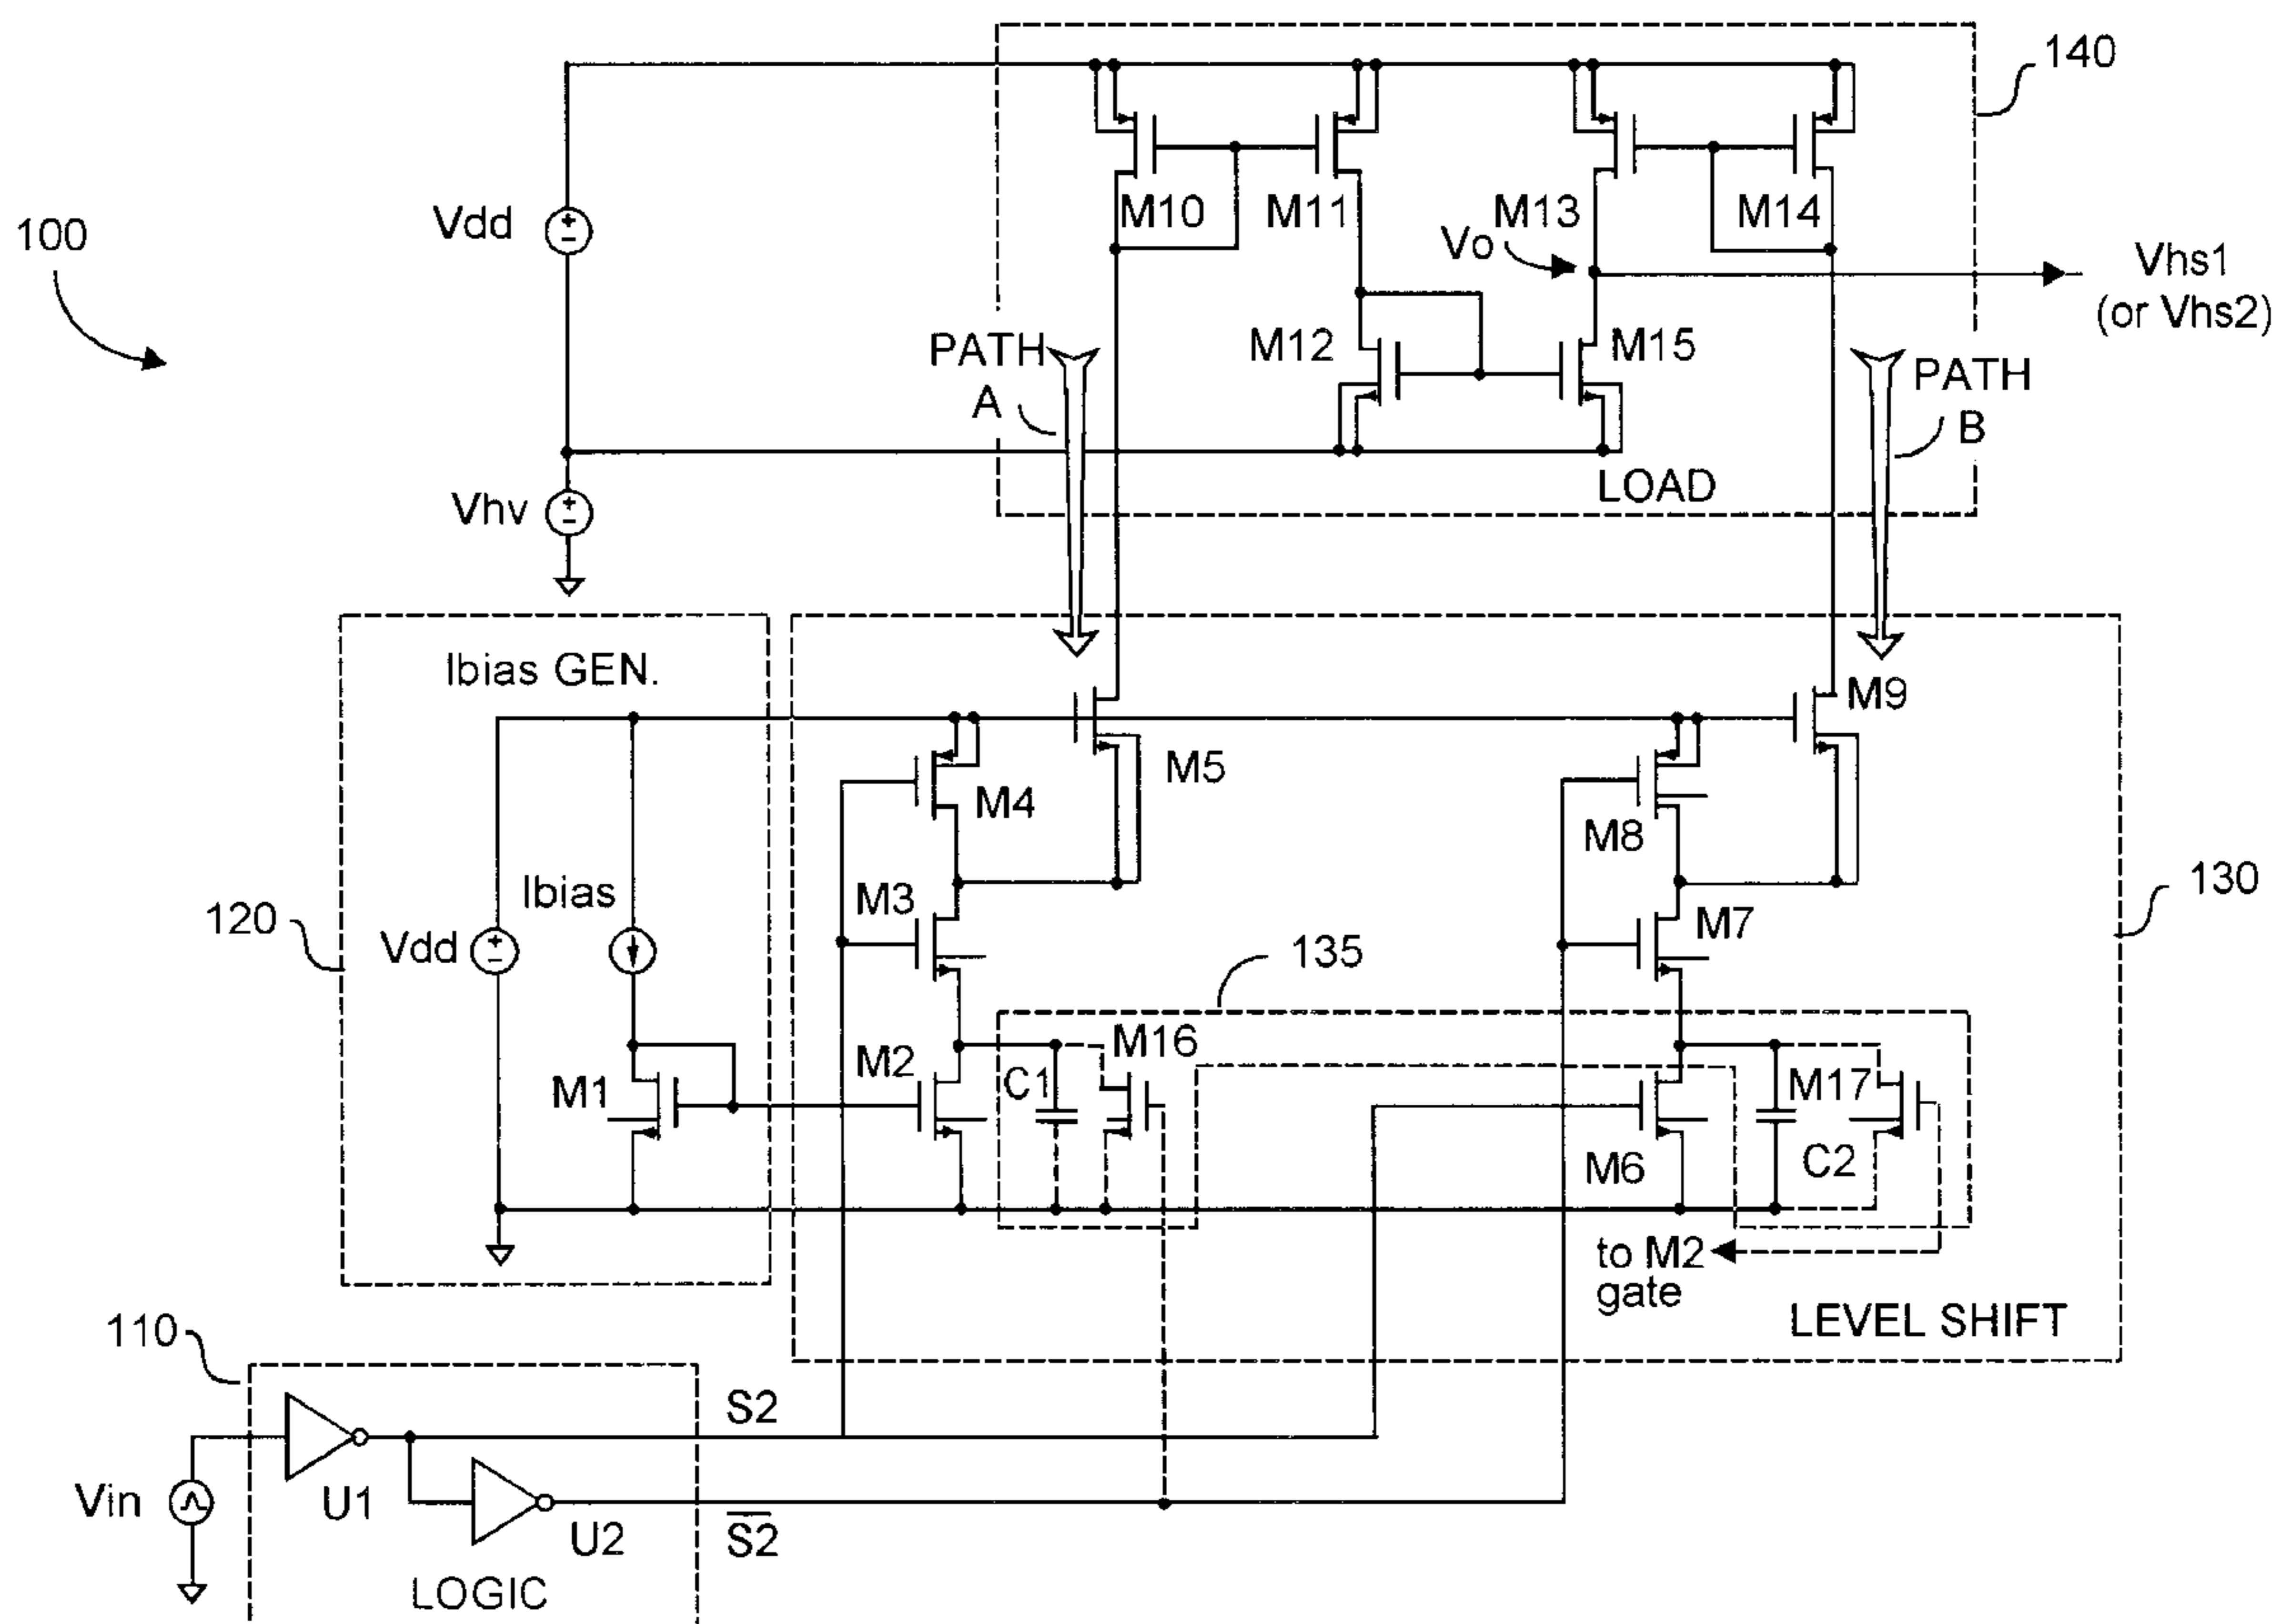 140
100
Vdd
M10
M11
M13
M14
Vo
Vhs1
(or Vhs2)
PATH
A
M12
M15
PATH
B
Vhv
LOAD
Ibias GEN.
M9
M5
M4
M8
120
Ibias
Vdd
M3
M7
130
135
M1
M2
C1
M16
M17
M6
C2
to M2
gate
LEVEL SHIFT
110
S2
Vin
U1
U2
S2
LOGIC